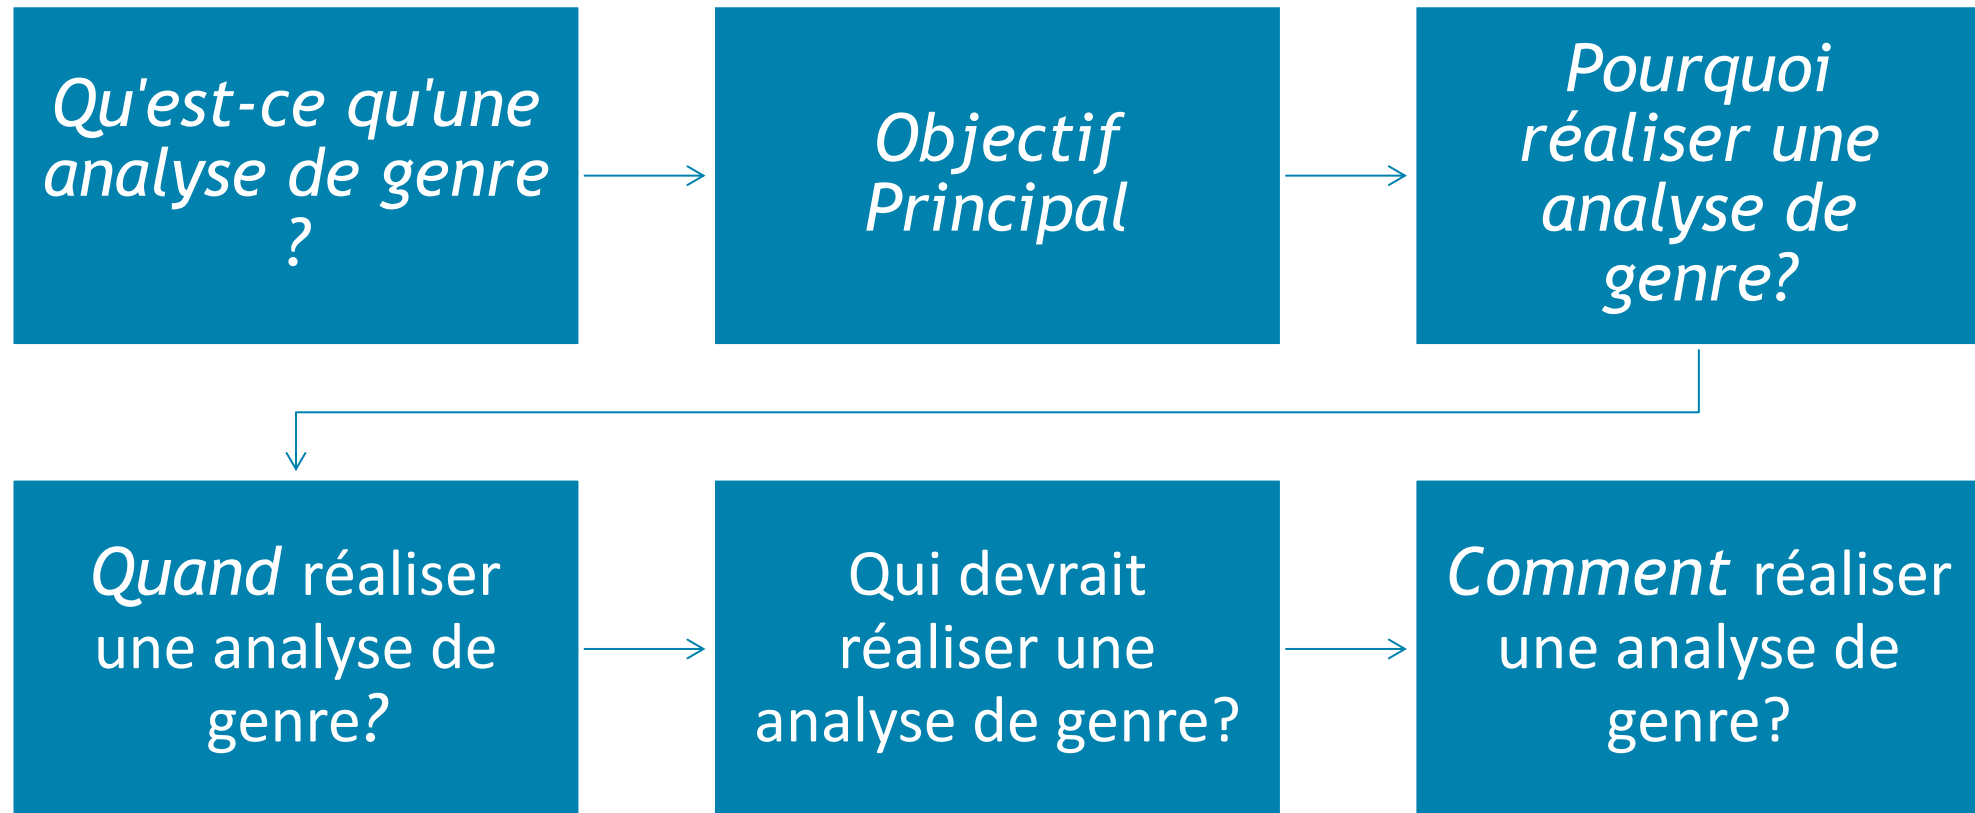 Qu'est-ce qu'une
analyse de genre
?
Objectif
Principal
Pourquoi
réaliser une
analyse de
genre?
Quand réaliser
une analyse de
genre?
Qui devrait
réaliser une
analyse de genre?
Comment réaliser
une analyse de
genre?